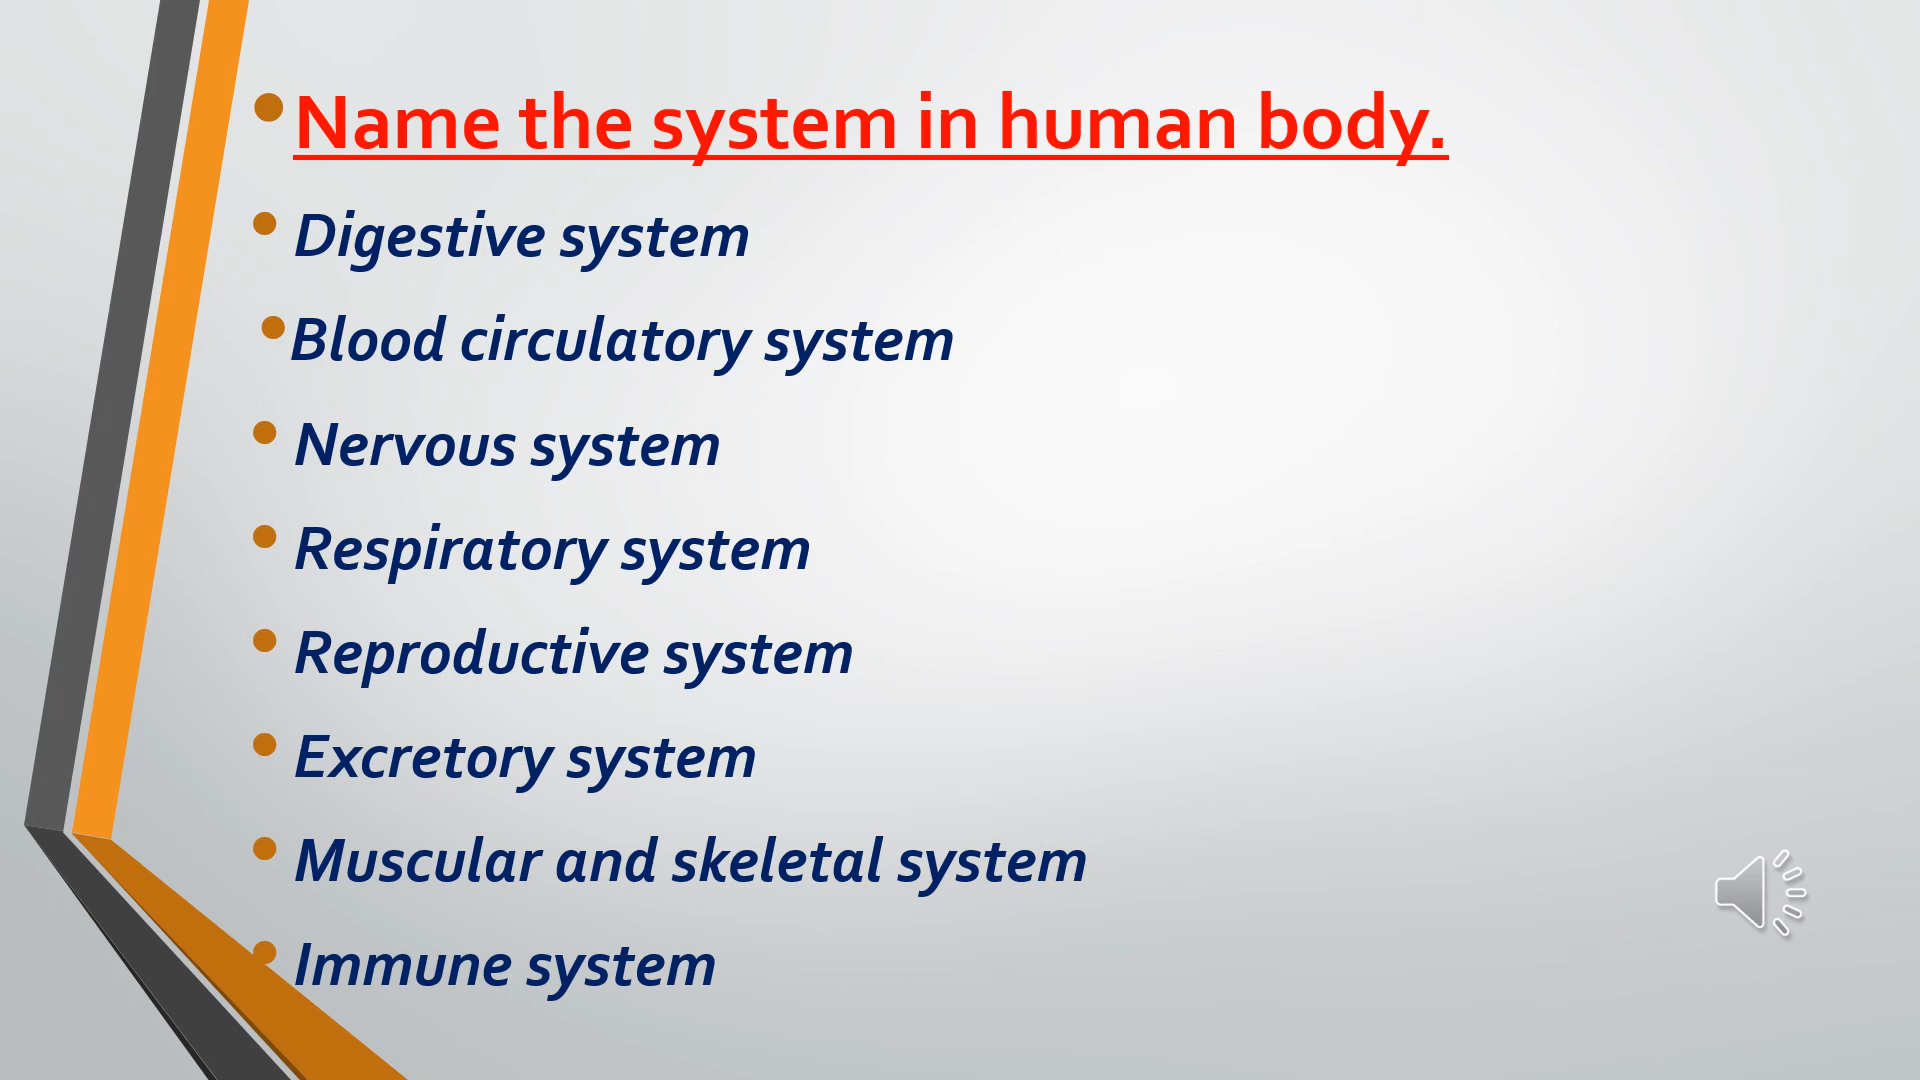 • Name the system in human body.
• Digestive system
• Blood circulatory system
• Nervous system
• Respiratory system
• Reproductive system
• Excretory system
• Muscular and skeletal system
• Immune system